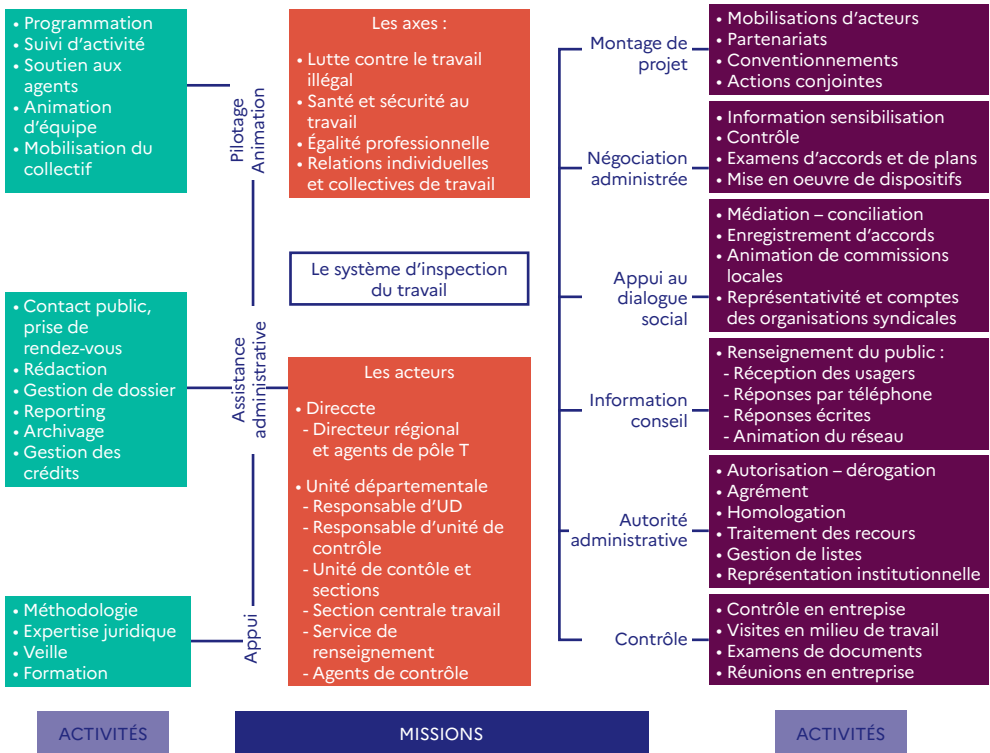 • Programmation
• Suivi d'activité
• Soutien aux
agents
• Animation
d'équipe
• Mobilisation du
collectif
Pilotage
Animation
• Contact public,
prise de
rendez-vous
• Rédaction
• Gestion de dossier
• Reporting
• Archivage
• Gestion des
crédits
Assistance
administrative
• Méthodologie
• Expertise juridique
• Veille
• Formation
Appui
Les axes :
• Lutte contre le travail
illégal
• Santé et sécurité au
travail
• Égalité professionnelle
• Relations individuelles
et collectives de travail
Le système d'inspection
du travail
Les acteurs
• Direccte
- Directeur régional
et agents de pôle T
• Unité départementale
- Responsable d'UD
- Responsable d'unité de
contrôle
- Unité de contôle et
sections
- Section centrale travail
- Service de
renseignement
- Agents de contrôle
Montage de
projet
• Mobilisations d'acteurs
• Partenariats
• Conventionnements
• Actions conjointes
Négociation
administrée
• Information sensibilisation
• Contrôle
• Examens d'accords et de plans
• Mise en oeuvre de dispositifs
Appui au
dialogue
social
• Médiation – conciliation
• Enregistrement d'accords
• Animation de commissions
locales
• Représentativité et comptes
des organisations syndicales
Information
conseil
• Renseignement du public :
- Réception des usagers
- Réponses par téléphone
- Réponses écrites
- Animation du réseau
Autorité
administrative
• Autorisation – dérogation
• Agrément
• Homologation
• Traitement des recours
• Gestion de listes
• Représentation institutionnelle
Contrôle
• Contrôle en entrepise
• Visites en milieu de travail
• Examens de documents
• Réunions en entreprise
ACTIVITÉS
MISSIONS
ACTIVITÉS